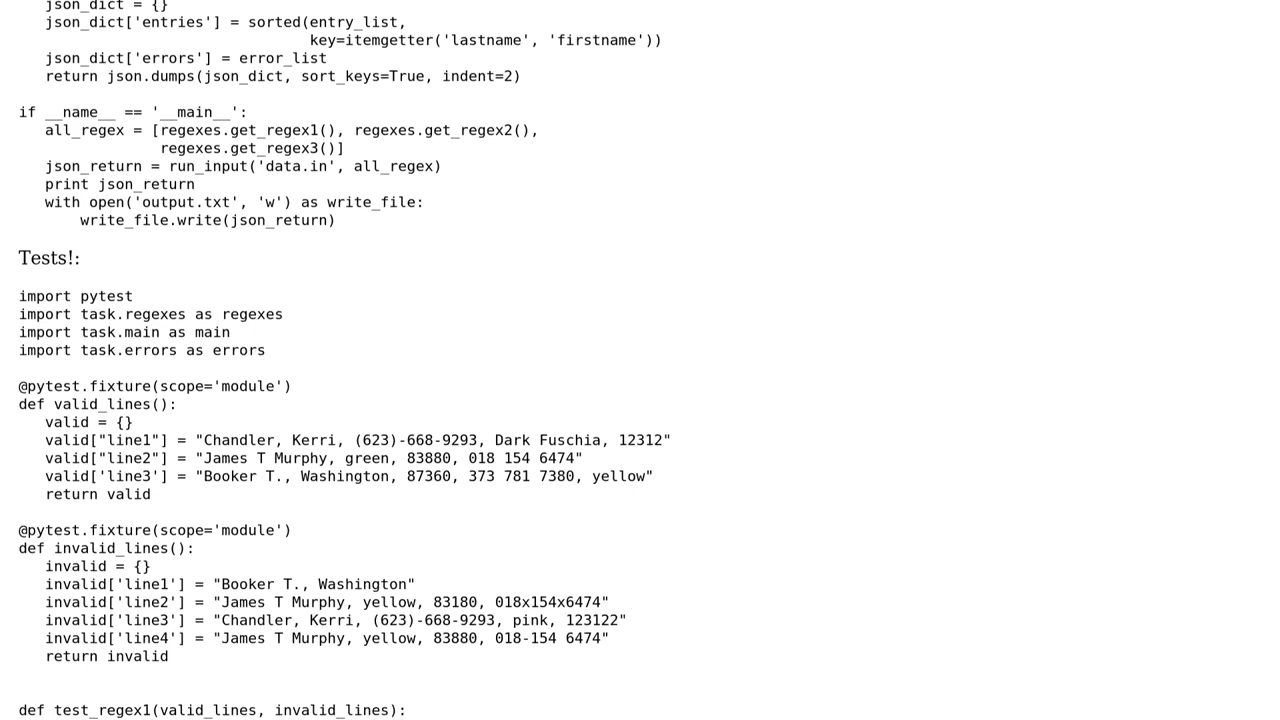 json_dict = {}
json_dict['entries'] = sorted(entry_list,
key=itemgetter('lastname', 'firstname'))
json_dict['errors'] = error_list
return json.dumps(json_dict, sort_keys=True, indent=2)
if __name__ == '__main__':
all_regex = [regexes.get_regex1(), regexes.get_regex2(),
regexes.get_regex3()]
json_return = run_input('data.in', all_regex)
print json_return
with open('output.txt', 'w') as write_file:
write_file.write(json_return)
Tests!:
import pytest
import task.regexes as regexes
import task.main as main
import task.errors as errors
@pytest.fixture(scope='module')
def valid_lines():
valid = {}
valid["line1"] = "Chandler, Kerri, (623)-668-9293, Dark Fuschia, 12312"
valid["line2"] = "James T Murphy, green, 83880, 018 154 6474"
valid['line3'] = "Booker T., Washington, 87360, 373 781 7380, yellow"
return valid
@pytest.fixture(scope='module')
def invalid_lines():
invalid = {}
invalid['line1'] = "Booker T., Washington"
invalid['line2'] = "James T Murphy, yellow, 83180, 018x154x6474"
invalid['line3'] = "Chandler, Kerri, (623)-668-9293, pink, 123122"
invalid['line4'] = "James T Murphy, yellow, 83880, 018-154 6474"
return invalid
def test_regex1(valid_lines, invalid_lines):